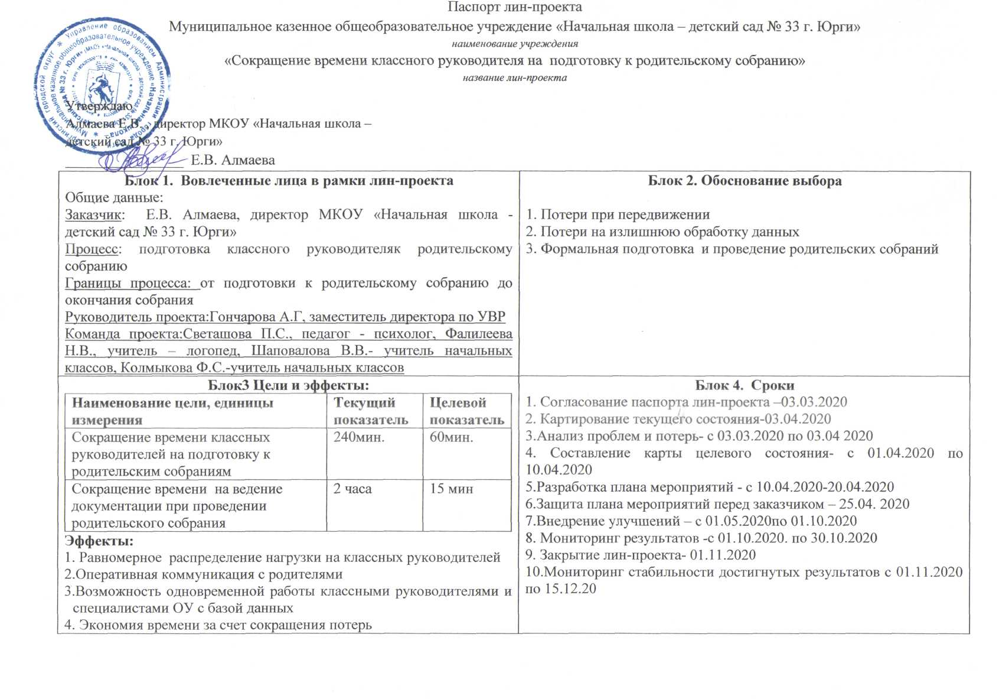 Паспорт лин-проекта
Муниципальное казенное общеобразовательное учреждение «Начальная школа – детский сад № 33 г. Юрги»
наименование учреждения
«Сокращение времени классного руководителя на  подготовку к родительскому собранию»
название лин-проекта
Утверждаю
Алмаева Е.В. , директор МКОУ «Начальная школа –
детский сад № 33 г. Юрги»
Е.В. Алмаева
Блок 1.  Вовлеченные лица в рамки лин-проекта
Общие данные:
Заказчик:  Е.В. Алмаева, директор МКОУ «Начальная школа -
детский сад № 33 г. Юрги»
Процесс: подготовка классного руководителяк родительскому
собранию
Границы процесса: от подготовки к родительскому собранию до
окончания собрания
Руководитель проекта:Гончарова А.Г, заместитель директора по УВР
Команда проекта:Светашова П.С., педагог - психолог, Фалилеева
Н.В., учитель – логопед, Шаповалова В.В.- учитель начальных
классов, Колмыкова Ф.С.-учитель начальных классов
Блок 2. Обоснование выбора
1. Потери при передвижении
2. Потери на излишнюю обработку данных
3. Формальная подготовка  и проведение родительских собраний
Блок3 Цели и эффекты:
Наименование цели, единицы
измерения
Текущий
показатель
Целевой
показатель
Сокращение времени классных
руководителей на подготовку к
родительским собраниям
240мин.
60мин.
Сокращение времени  на ведение
документации при проведении
родительского собрания
2 часа
15 мин
Эффекты:
1. Равномерное  распределение нагрузки на классных руководителей
2.Оперативная коммуникация с родителями
3.Возможность одновременной работы классными руководителями и
специалистами ОУ с базой данных
4. Экономия времени за счет сокращения потерь
Блок 4.  Сроки
1. Согласование паспорта лин-проекта –03.03.2020
2. Картирование текущего состояния-03.04.2020
3.Анализ проблем и потерь- с 03.03.2020 по 03.04 2020
4. Составление карты целевого состояния- с 01.04.2020 по
10.04.2020
5.Разработка плана мероприятий - с 10.04.2020-20.04.2020
6.Защита плана мероприятий перед заказчиком – 25.04. 2020
7.Внедрение улучшений – с 01.05.2020по 01.10.2020
8. Мониторинг результатов -с 01.10.2020. по 30.10.2020
9. Закрытие лин-проекта- 01.11.2020
10.Мониторинг стабильности достигнутых результатов с 01.11.2020
по 15.12.20